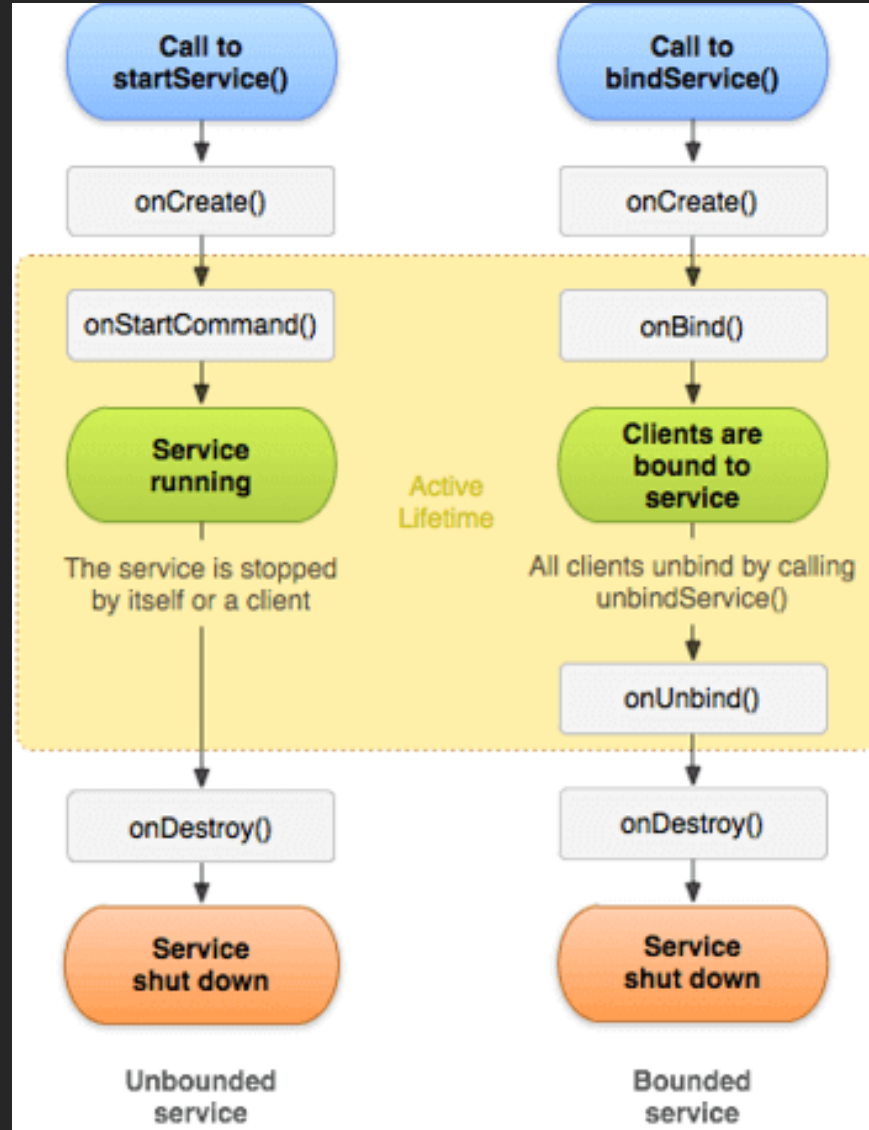 Call to
startService()
onCreate()
onStartCommand()
Service
running
The service is stopped
by itself or a client
onDestroy()
Service
shut down
Unbounded
service
Active
Lifetime
Call to
bindService()
onCreate()
onBind()
Clients are
bound to
service
All clients unbind by calling
unbindService()
onUnbind()
onDestroy()
Service
shut down
Bounded
service